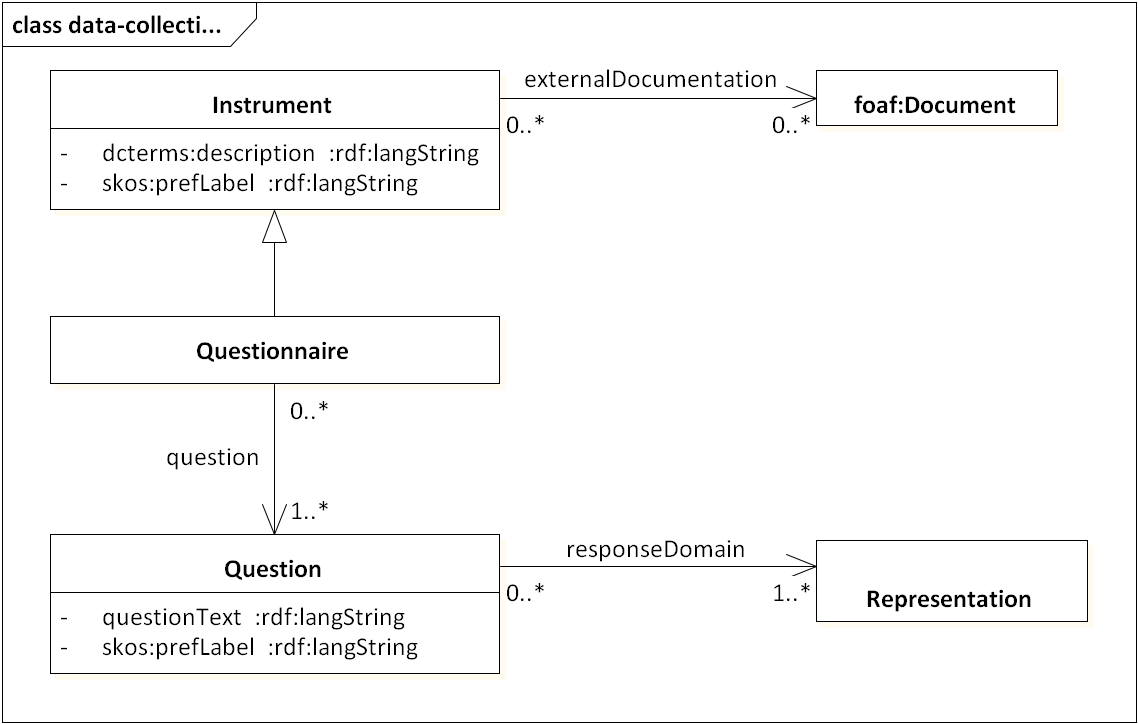 class data-collecti...
Instrument
- dcterms:description :rdf:langString
- skos:prefLabel :rdf:langString
externalDocumentation
0..*
0..*
foaf:Document
Questionnaire
0..*
question
1..*
Question
- questionText :rdf:langString
- skos:prefLabel :rdf:langString
responseDomain
0..*
1..*
Representation